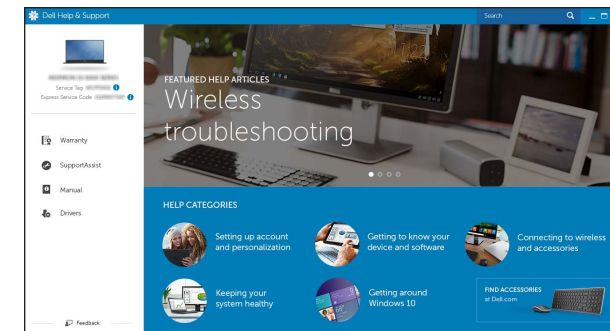 Dell Help & Support
Search
Service Tag
Express Service Code
Warranty
SupportAssist
Manual
Drivers
Feedback
FEATURED HELP ARTICLES
Wireless
troubleshooting
HELP CATEGORIES
Setting up account
and personalization
Getting to know your
device and software
Connecting to wireless
and accessories
Keeping your
system healthy
Getting around
Windows 10
FIND ACCESSORIES
at Dell.com